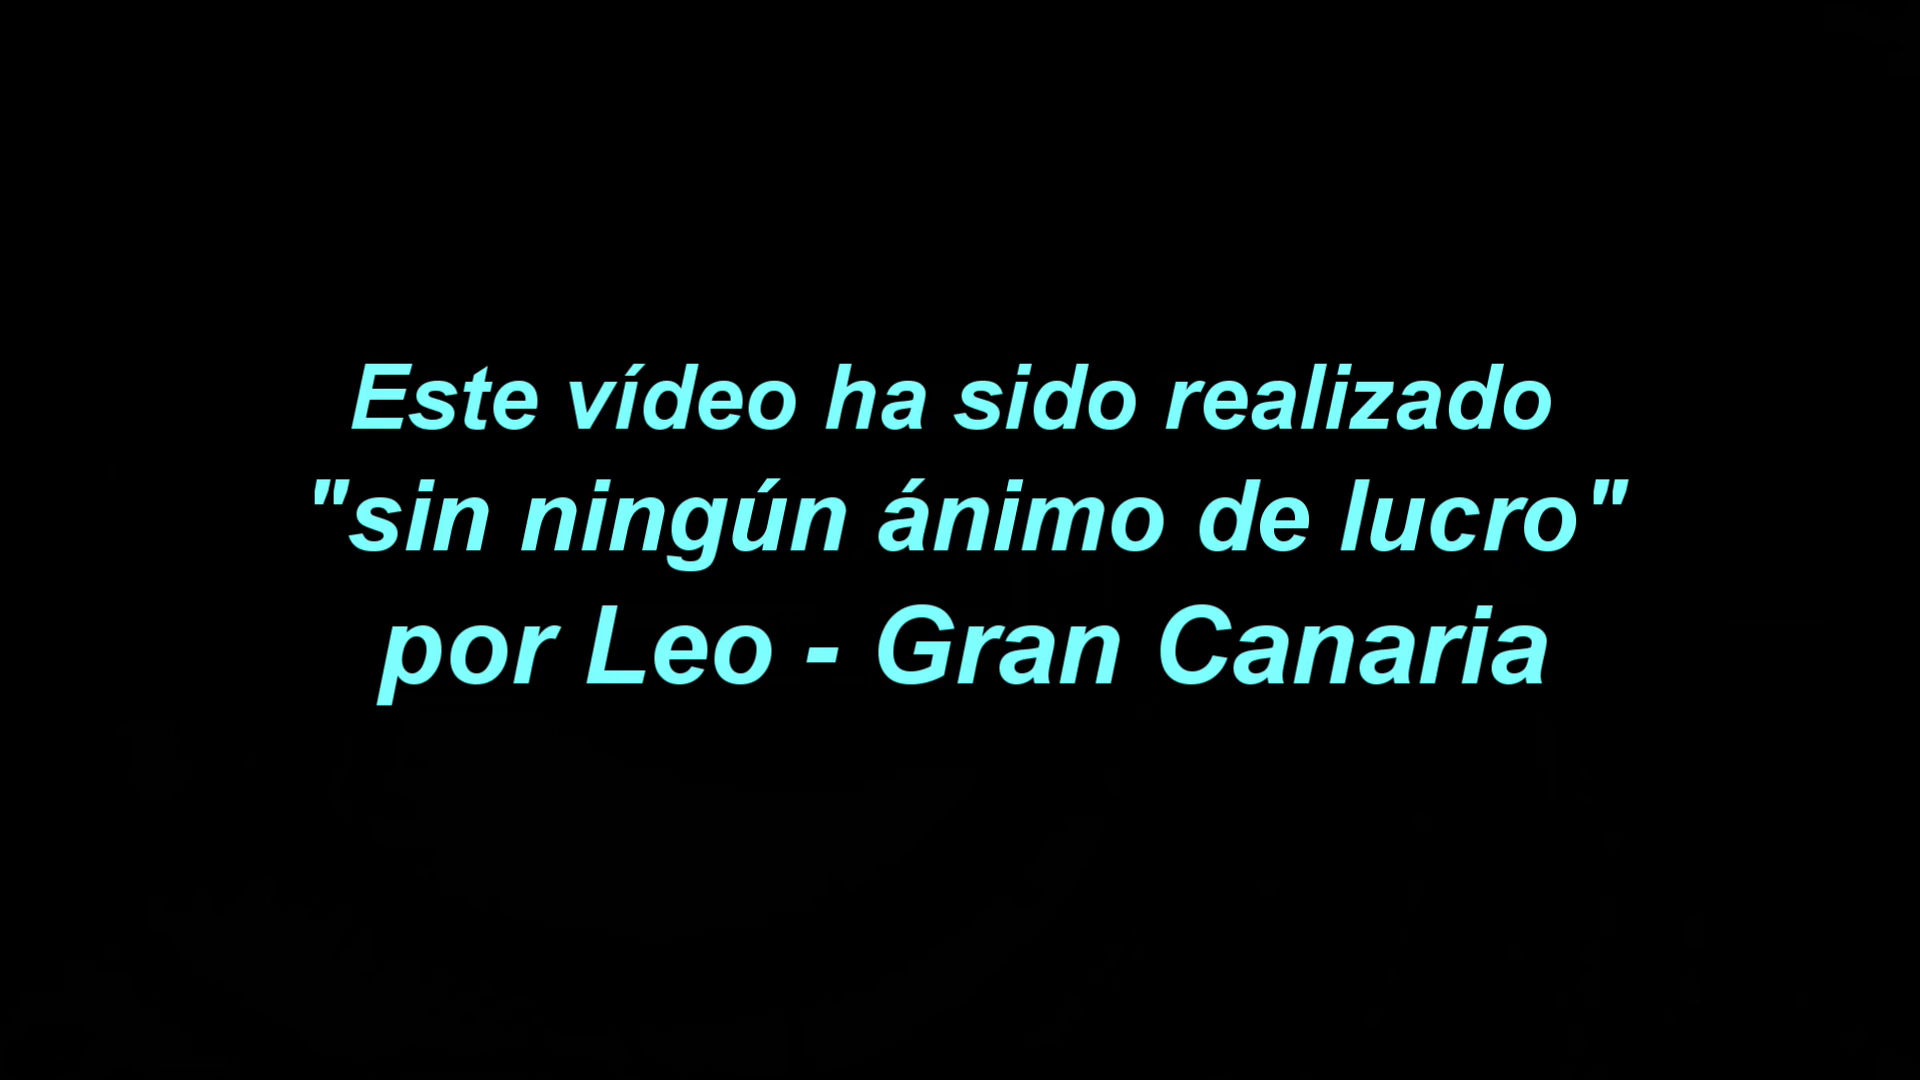 Este vídeo ha sido realizado
"sin ningún ánimo de lucro"
por Leo - Gran Canaria